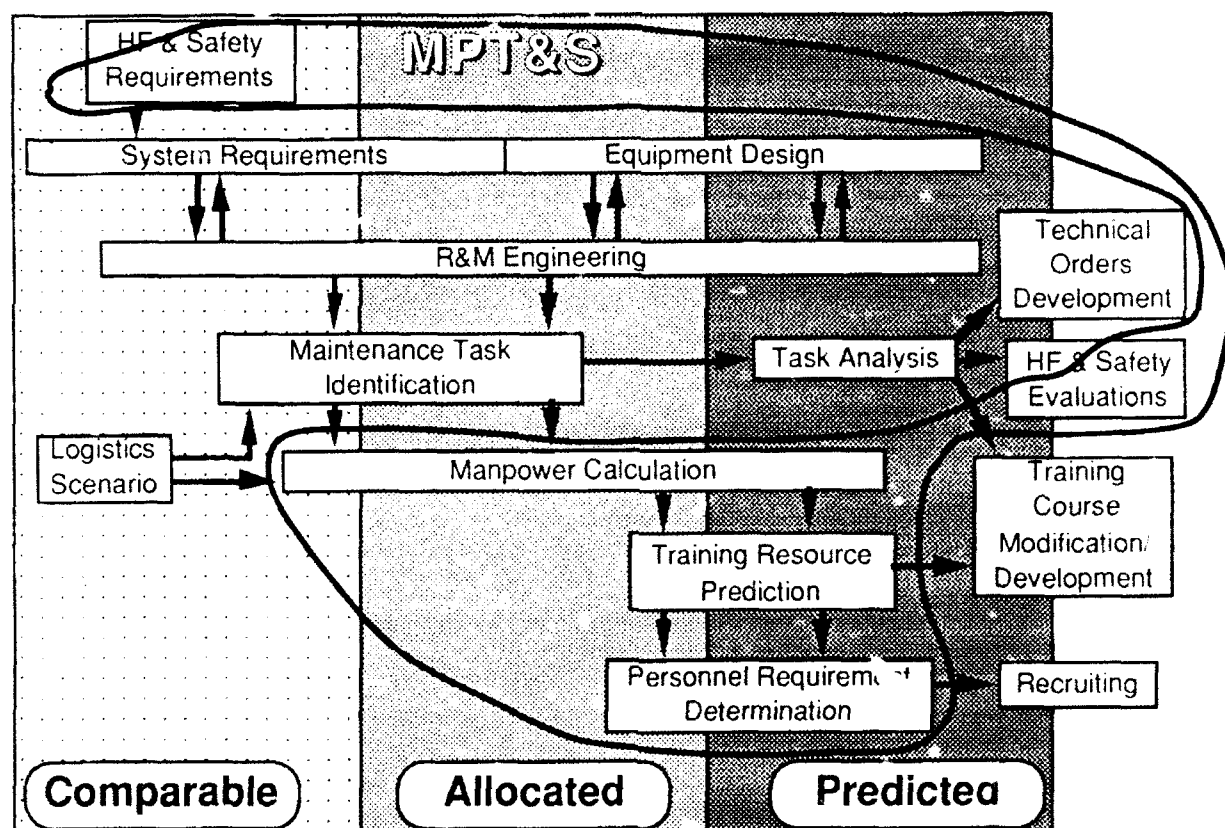 HF & Safety
Requirements
MPT&S
System Requirements
Equipment Design
R&M Engineering
Technical
Orders
Development
Maintenance Task
Identification
Task Analysis
HF & Safety
Evaluations
Logistics
Scenario
Manpower Calculation
Training
Course
Modification/
Development
Training Resource
Prediction
Personnel Requirement
Determination
Recruiting
Comparable
Allocated
Predicted